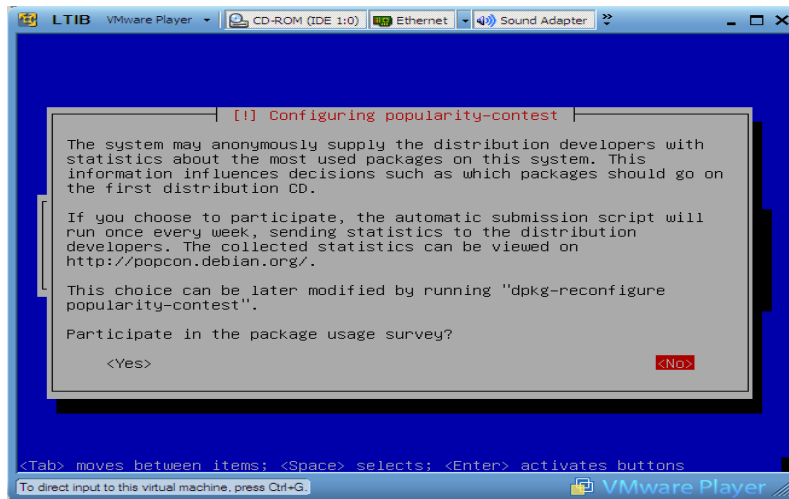 LTIB VMware Player CD-ROM (IDE 1:0) Ethernet Sound Adapter
[!] Configuring popularity-contest
The system may anonymously supply the distribution developers with
statistics about the most used packages on this system. This
information influences decisions such as which packages should go on
the first distribution CD.
If you choose to participate, the automatic submission script will
run once every week, sending statistics to the distribution
developers. The collected statistics can be viewed on
http://popcon.debian.org/.
This choice can be later modified by running "dpkg-reconfigure
popularity-contest".
Participate in the package usage survey?
<Yes> <No>
<Tab> moves between items; <Space> selects; <Enter> activates buttons
To direct input to this virtual machine, press Ctrl+G. VMware Player